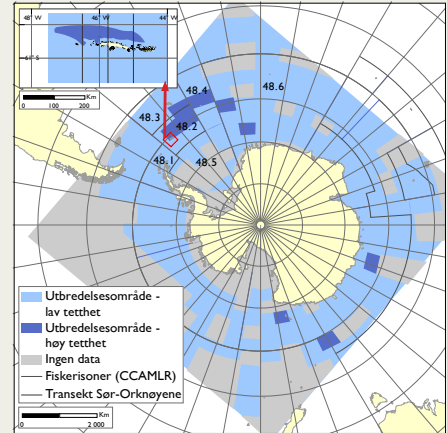 48° W 46° W 44° W
61° S
0 100 200 Km
48.4
48.6
48.3
48.2
48.1
48.5
Utbredelsesområde -
lav tetthet
Utbredelsesområde -
høy tetthet
Ingen data
Fiskerisoner (CCAMLR)
Transekt Sør-Orknøyene
Km
0 2 000